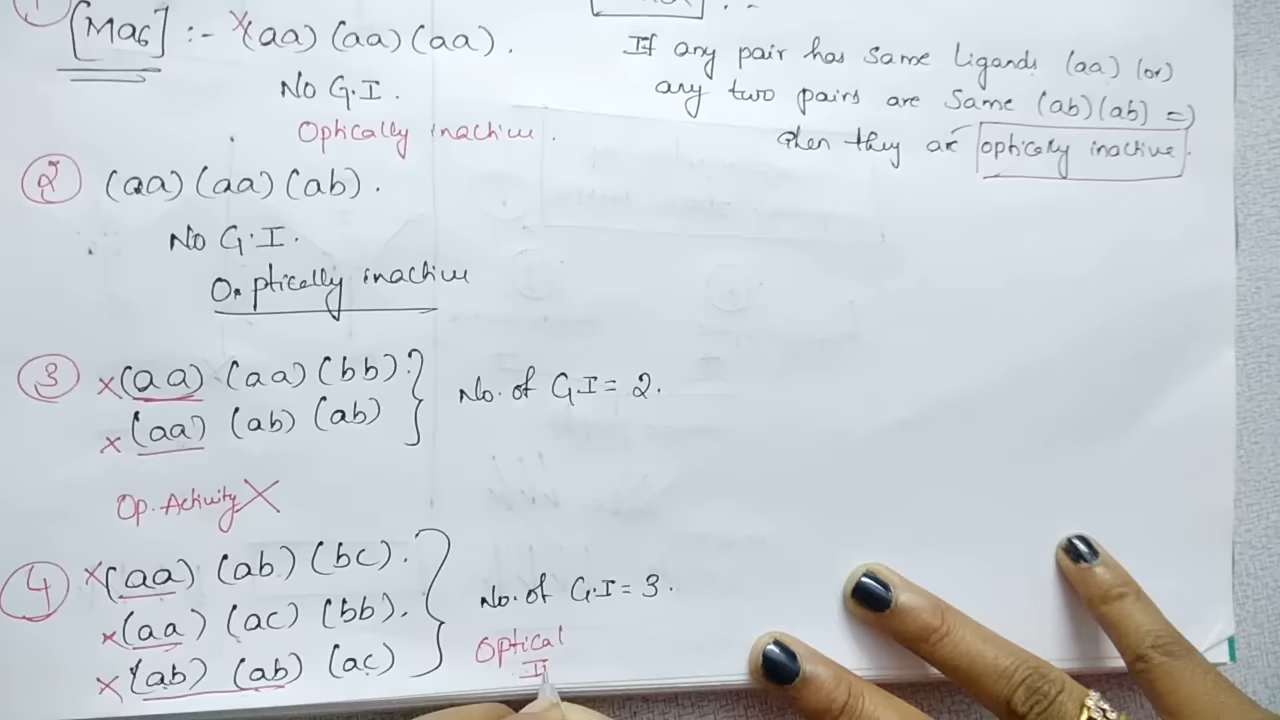 1
[Ma6] :- x(aa) (aa) (aa).
No G.I.
Optically inactive.
If any pair has same Ligands (aa) (or)
any two pairs are same (ab)(ab) =>
then they are optically inactive.
2 (aa) (aa) (ab).
No G.I.
Optically inactive
3 x(aa) (aa) (bb).
x (aa) (ab) (ab)
No. of G.I = 2.
Op. Activity X
4 x(aa) (ab) (bc).
x(aa) (ac) (bb).
x (ab) (ab) (ac)
No. of G.I = 3.
Optical
I